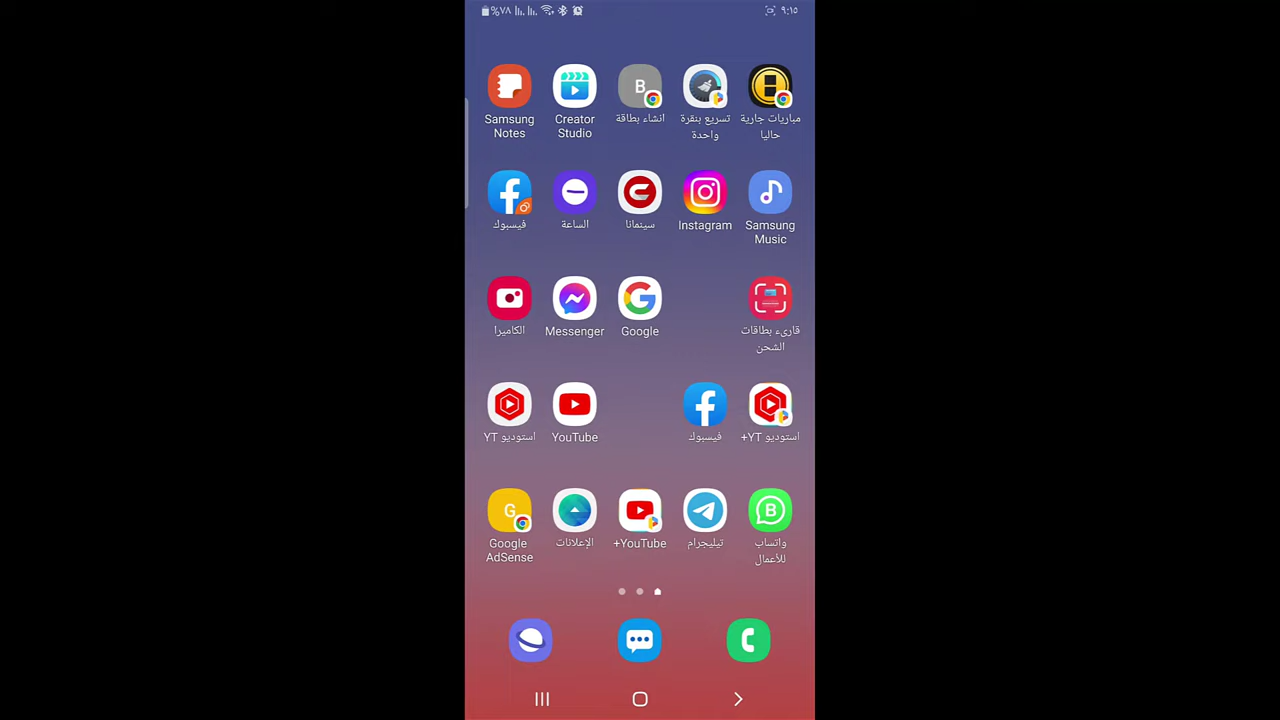 ٩:١٥
%٧٨
مباريات جارية
حاليا
تسريع بنقرة
واحدة
B
انشاء بطاقة
Creator
Studio
Samsung
Notes
Samsung
Music
Instagram
سينمانا
الساعة
فيسبوك
قارىء بطاقات
الشحن
Google
Messenger
الكاميرا
استوديو YT+
فيسبوك
YouTube
استوديو YT
B
واتساب
للأعمال
تيليجرام
YouTube+
الإعلانات
G
Google
AdSense